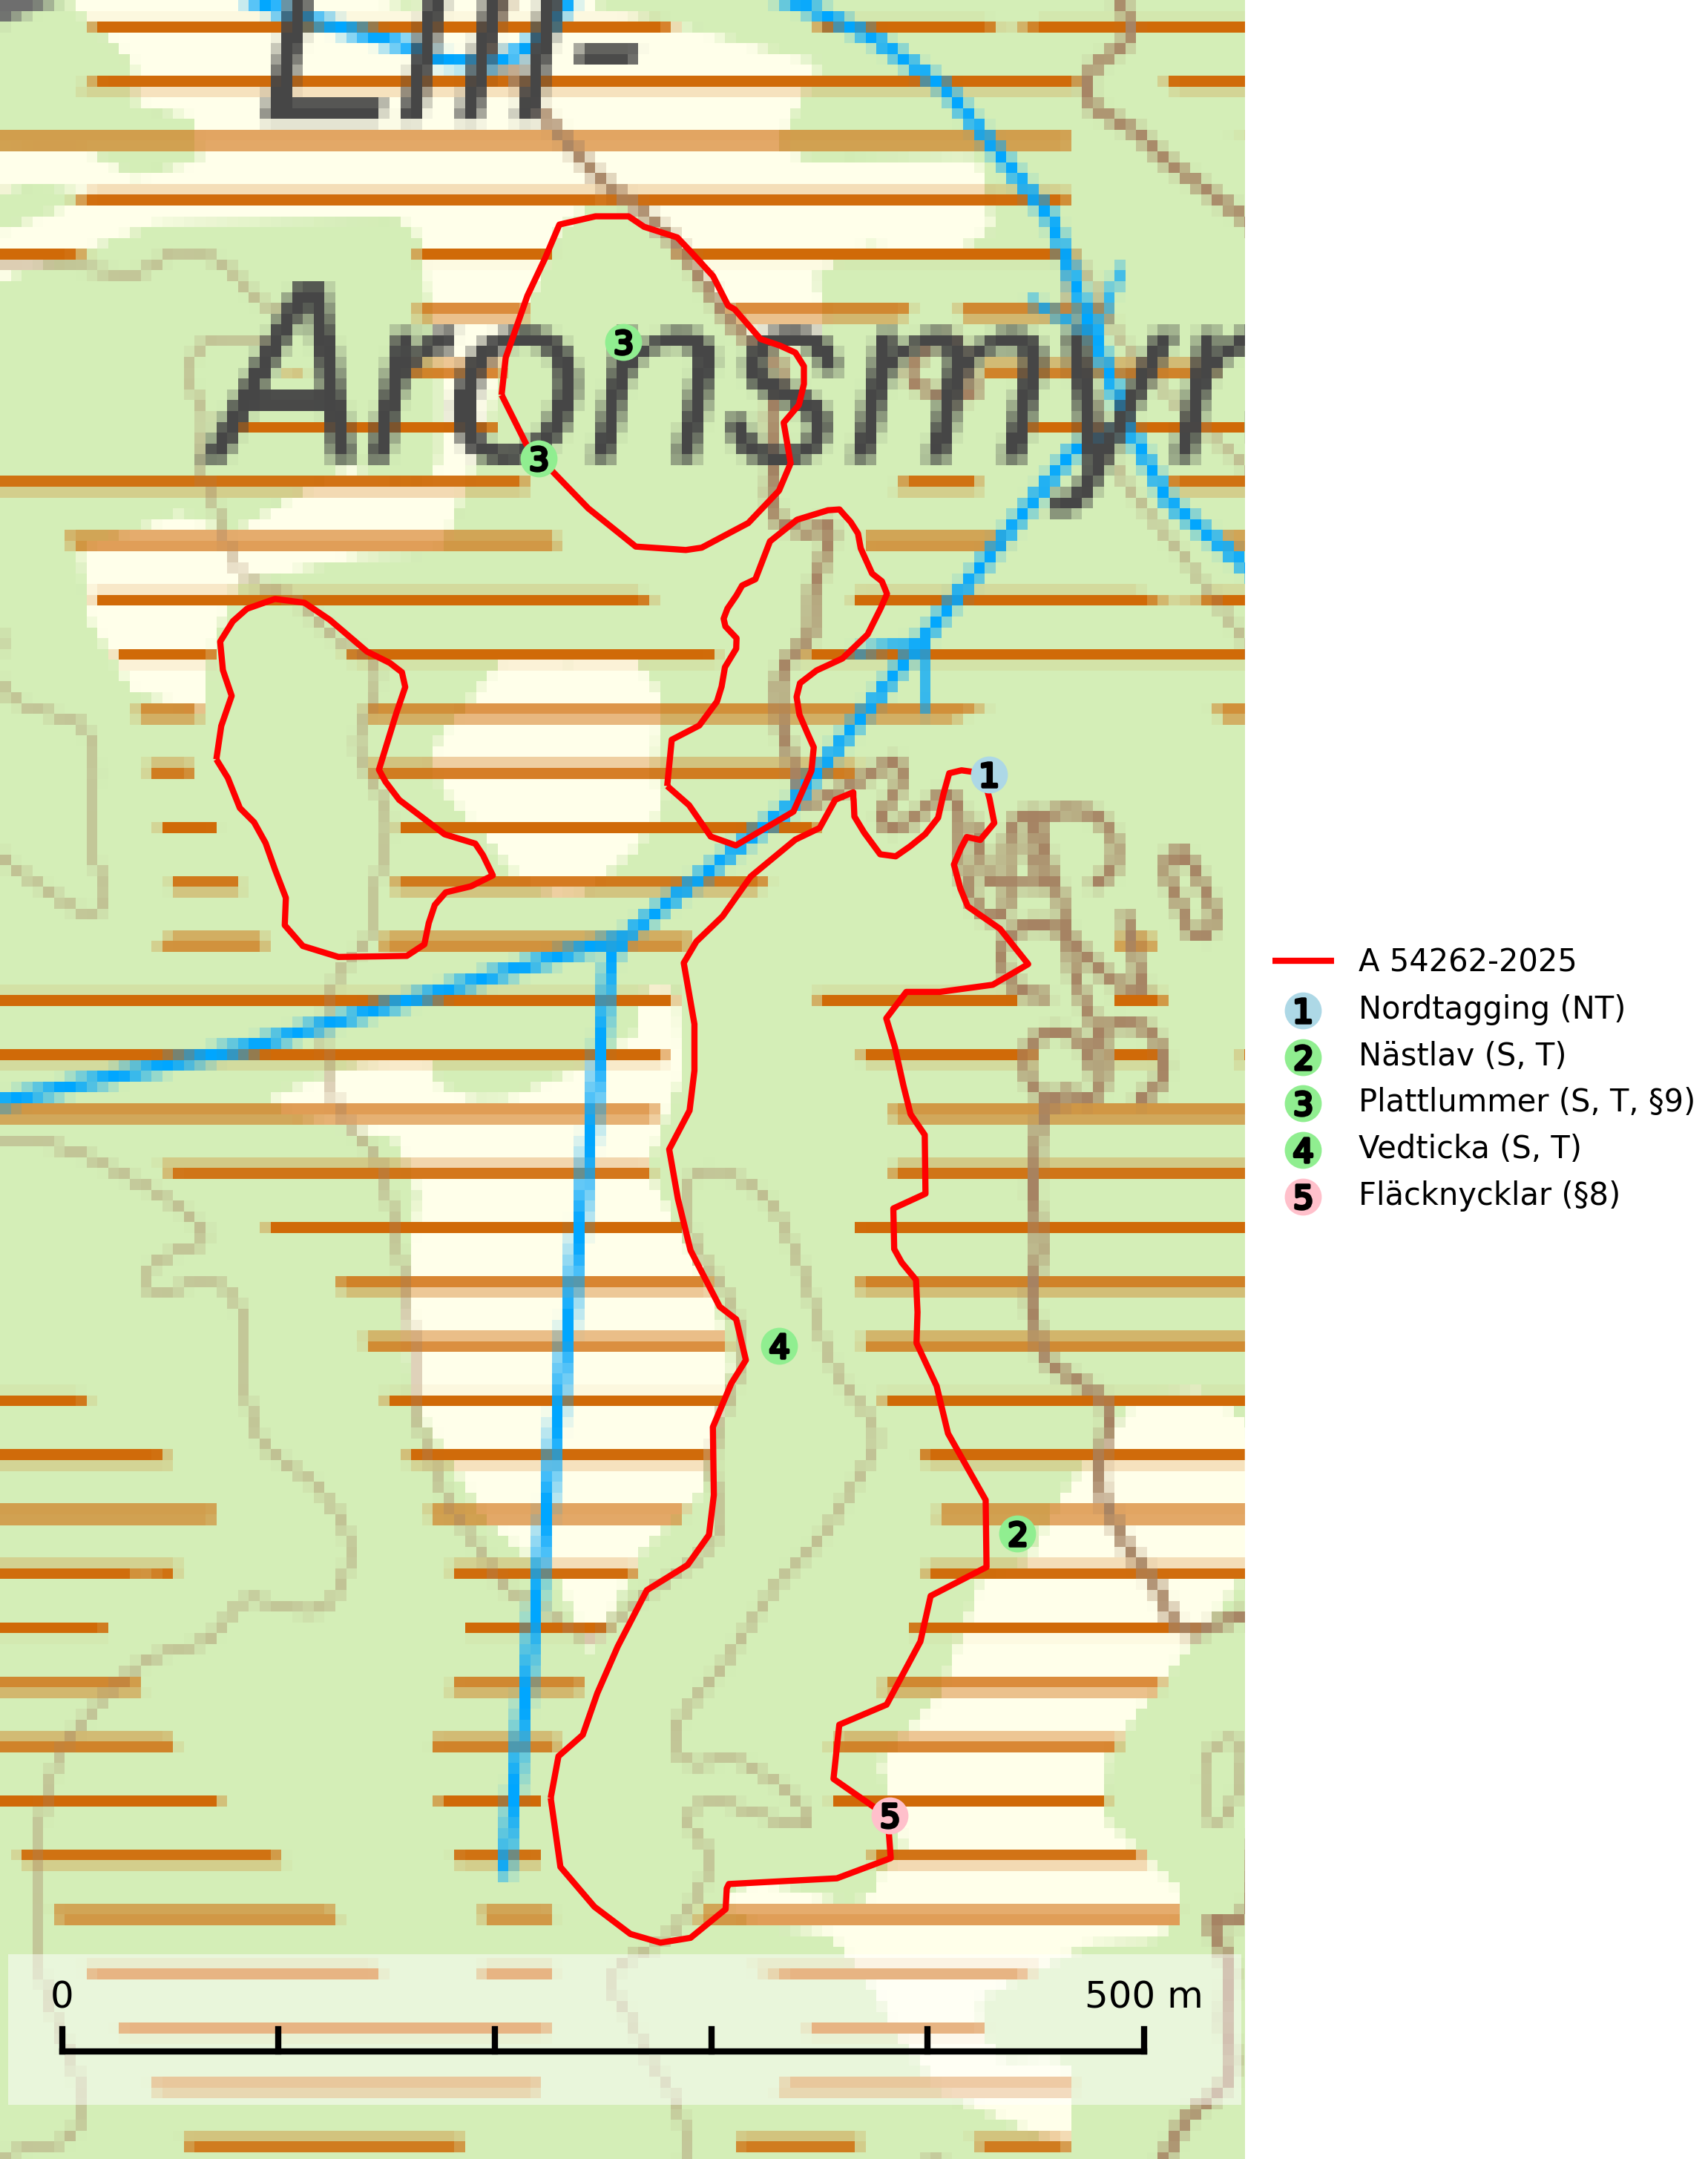 Lill-
Aronsmyr
3
3
1
4
2
5
0
500 m
A 54262-2025
1 Nordtagging (NT)
2 Nästlav (S, T)
3 Plattlummer (S, T, §9)
4 Vedticka (S, T)
5 Fläcknycklar (§8)